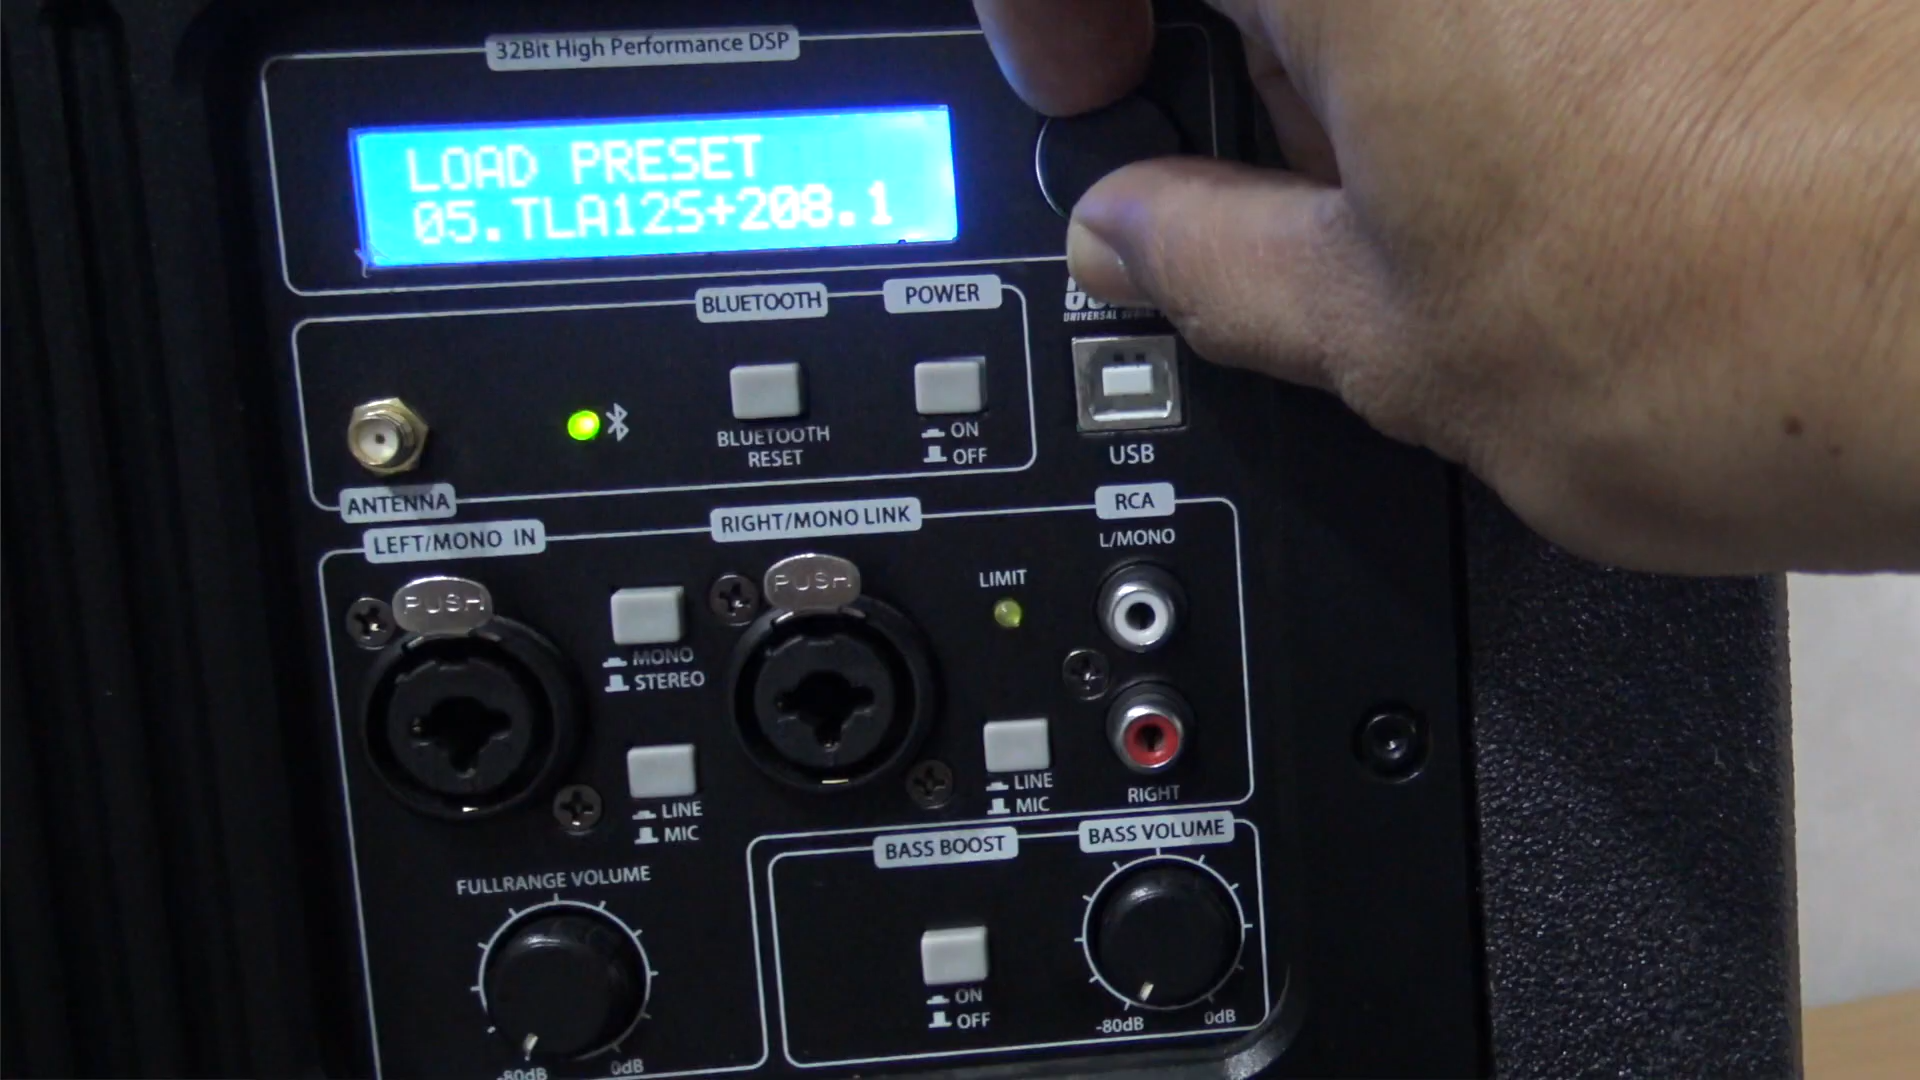 32Bit High Performance DSP
LOAD PRESET
05.TLA12S+208.1
BLUETOOTH
POWER
UNIVERSAL
BLUETOOTH
RESET
ON
OFF
USB
ANTENNA
LEFT/MONO IN
RIGHT/MONO LINK
RCA
L/MONO
LIMIT
PUSH
PUSH
MONO
STEREO
LINE
MIC
LINE
MIC
RIGHT
BASS BOOST
BASS VOLUME
FULLRANGE VOLUME
ON
OFF
-80dB
0dB
-80dB
0dB